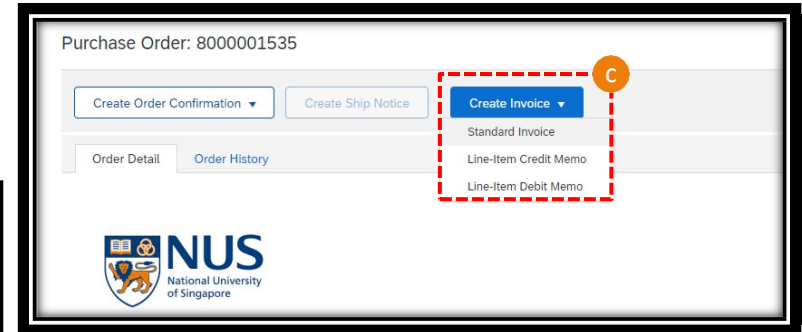 Purchase Order: 8000001535
C
Create Order Confirmation ▼ Create Ship Notice Create Invoice ▼
Standard Invoice
Order Detail Order History Line-Item Credit Memo
Line-Item Debit Memo
NUS
National University
of Singapore